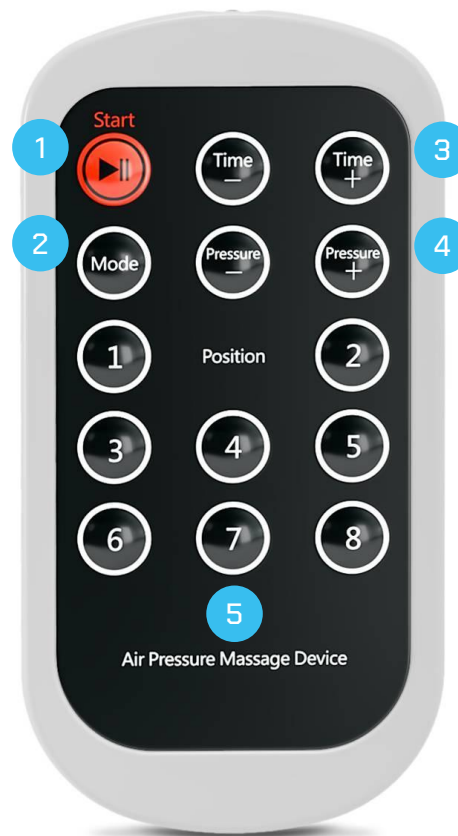 Start
1
Time
−
Time
+
3
2
Mode
Pressure
−
Pressure
+
4
1
Position
2
3
4
5
6
7
8
5
Air Pressure Massage Device